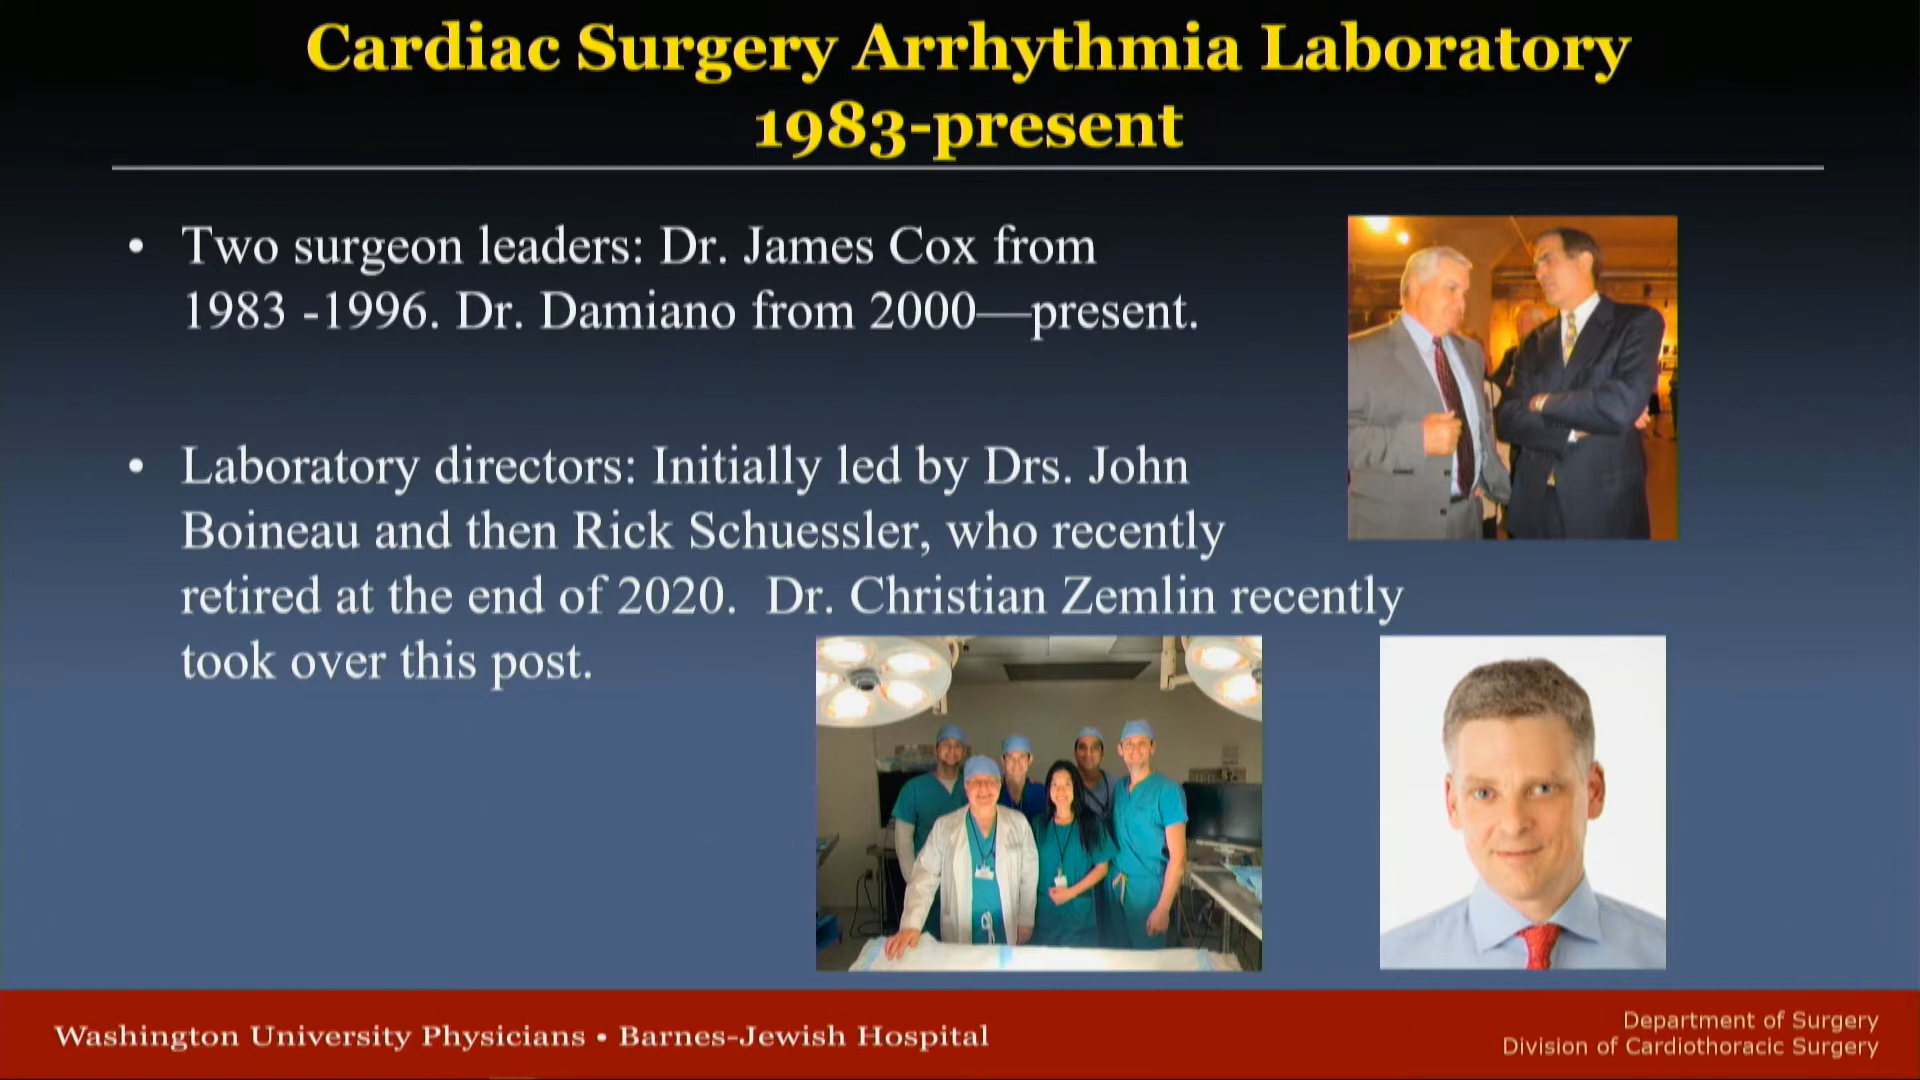 Cardiac Surgery Arrhythmia Laboratory
1983-present
• Two surgeon leaders: Dr. James Cox from
1983 -1996. Dr. Damiano from 2000—present.
• Laboratory directors: Initially led by Drs. John
Boineau and then Rick Schuessler, who recently
retired at the end of 2020.  Dr. Christian Zemlin recently
took over this post.
Washington University Physicians • Barnes-Jewish Hospital
Department of Surgery
Division of Cardiothoracic Surgery